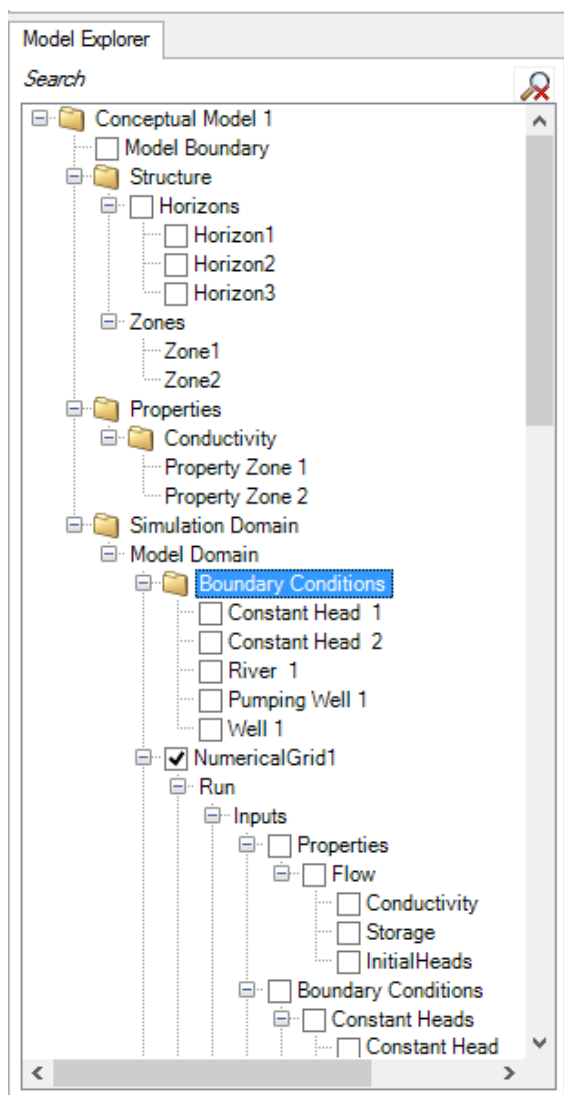 Model Explorer
Search
Conceptual Model 1
Model Boundary
Structure
Horizons
Horizon1
Horizon2
Horizon3
Zones
Zone1
Zone2
Properties
Conductivity
Property Zone 1
Property Zone 2
Simulation Domain
Model Domain
Boundary Conditions
Constant Head  1
Constant Head  2
River  1
Pumping Well 1
Well 1
NumericalGrid1
Run
Inputs
Properties
Flow
Conductivity
Storage
InitialHeads
Boundary Conditions
Constant Heads
Constant Head